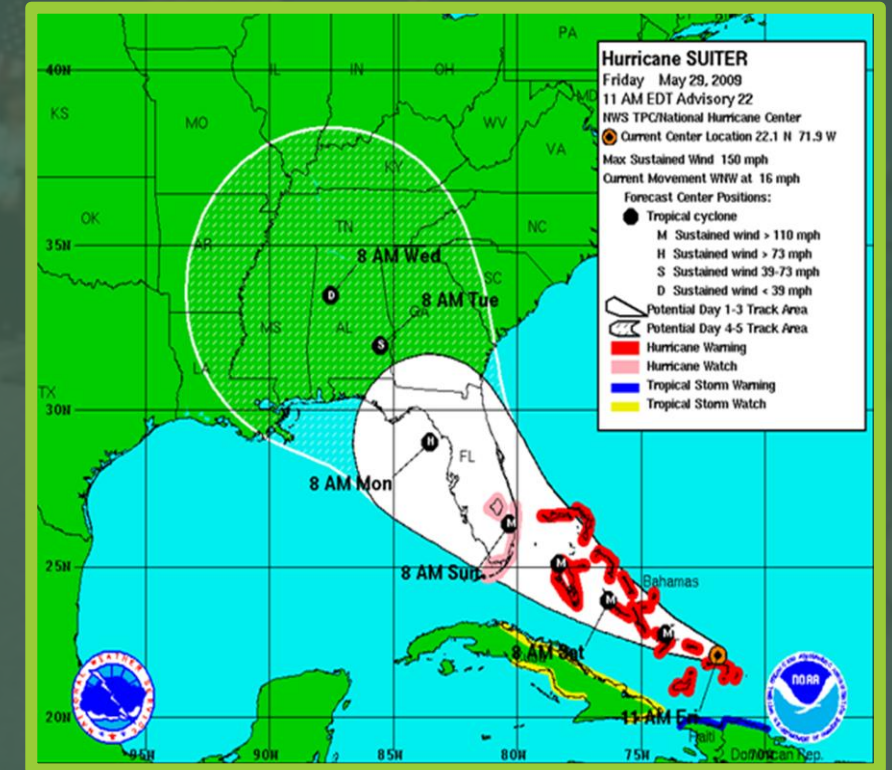 Hurricane SUITER
Friday May 29, 2009
11 AM EDT Advisory 22
NWS TPC/National Hurricane Center
Current Center Location 22.1 N 71.9 W
Max Sustained Wind 150 mph
Current Movement WNW at 16 mph
Forecast Center Positions:
Tropical cyclone
M Sustained wind > 110 mph
H Sustained wind > 73 mph
S Sustained wind 39-73 mph
D Sustained wind < 39 mph
Potential Day 1-3 Track Area
Potential Day 4-5 Track Area
Hurricane Warning
Hurricane Watch
Tropical Storm Warning
Tropical Storm Watch
PA
40N
IL
IN
OH
MD
KS
MO
WV
VA
KY
OK
AR
TN
NC
35N
8 AM Wed
SC
D
8 AM Tue
GA
MS
AL
S
LA
TX
30N
H
FL
8 AM Mon
M
25N
8 AM Sun
M
Bahamas
M
M
8 AM Sat
NATIONAL WEATHER SERVICE
NOAA
20N
11 AM Fri
Haiti
95W
90W
85W
80W
75W
70W
Dominican Rep.